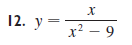 12. y = x / (x² − 9)